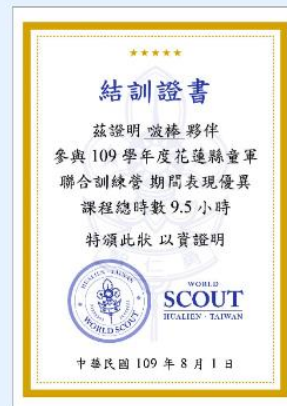 結訓證書
茲證明 啵棒 夥伴
參與 109 學年度花蓮縣童軍
聯合訓練營 期間表現優異
課程總時數 9.5 小時
特頒此狀 以資證明
HUALIEN - TAIWAN
WORLD SCOUT
WORLD
SCOUT
HUALIEN - TAIWAN
中華民國 109 年 8 月 1 日